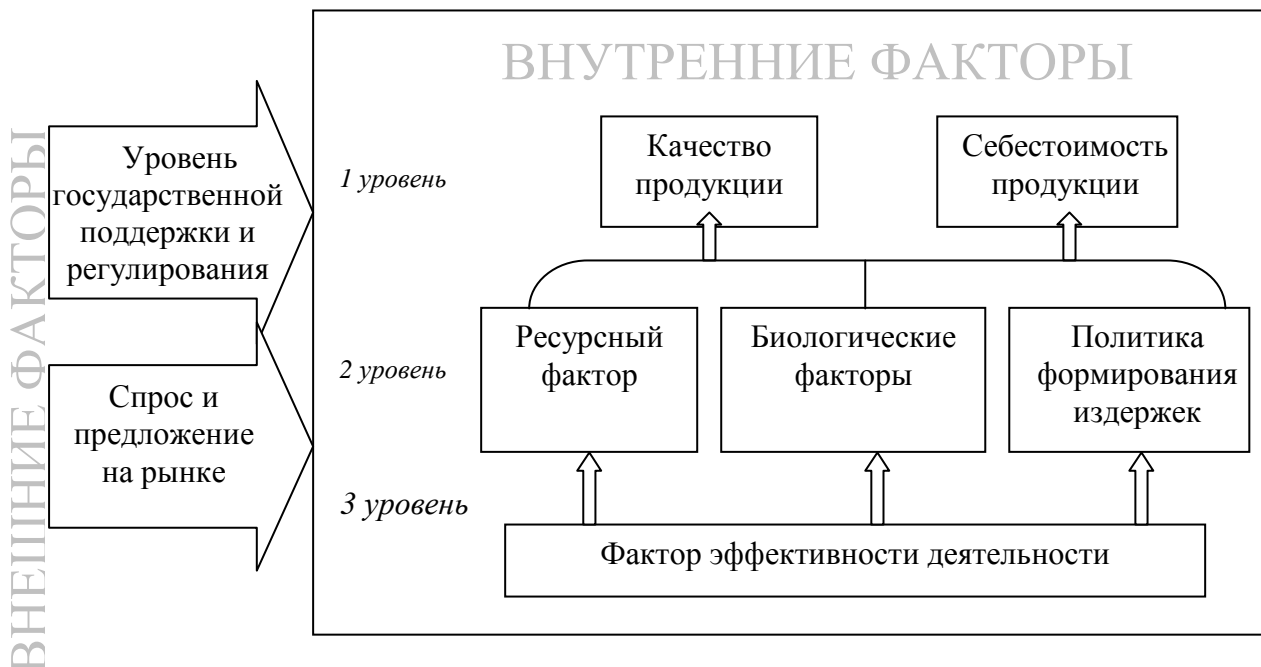 ВНЕШНИЕ ФАКТОРЫ
Уровень
государственной
поддержки и
регулирования
Спрос и
предложение
на рынке
ВНУТРЕННИЕ ФАКТОРЫ
1 уровень
Качество
продукции
Себестоимость
продукции
2 уровень
Ресурсный
фактор
Биологические
факторы
Политика
формирования
издержек
3 уровень
Фактор эффективности деятельности